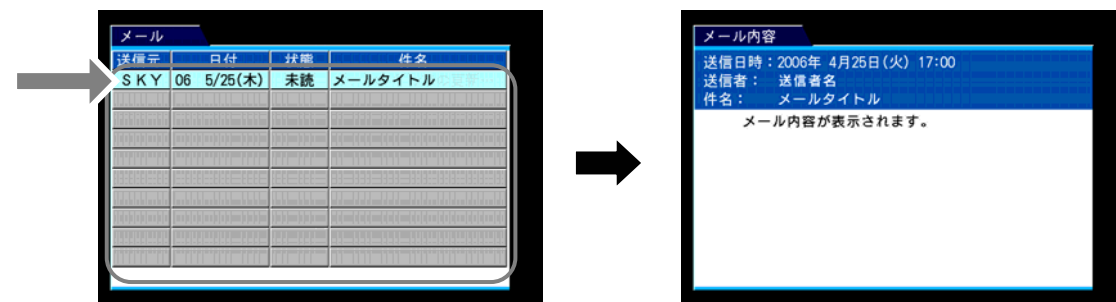 メール
送信元 日付 状態 件名
SKY 06 5/25(木) 未読 メールタイトル
メール内容
送信日時：2006年 4月25日(火) 17:00
送信者： 送信者名
件名： メールタイトル
メール内容が表示されます。